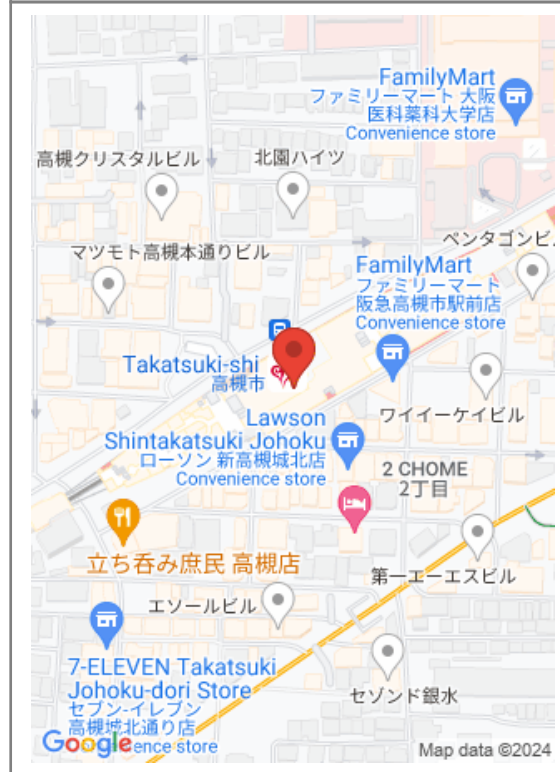 FamilyMart
ファミリーマート 大阪
医科薬科大学店
Convenience store
高槻クリスタルビル
北園ハイツ
ペンタゴンビ
マツモト高槻本通りビル
FamilyMart
ファミリーマート
阪急高槻市駅前店
Convenience store
Takatsuki-shi
高槻市
ワイイーケイビル
Lawson
Shintakatsuki Johoku
ローソン 新高槻城北店
Convenience store
2 CHOME
2丁目
立ち呑み庶民 高槻店
第一エーエスビル
エソールビル
7-ELEVEN Takatsuki
Johoku-dori Store
セブン-イレブン
高槻城北通り店
ence store
セゾンド銀水
Google
Map data ©2024